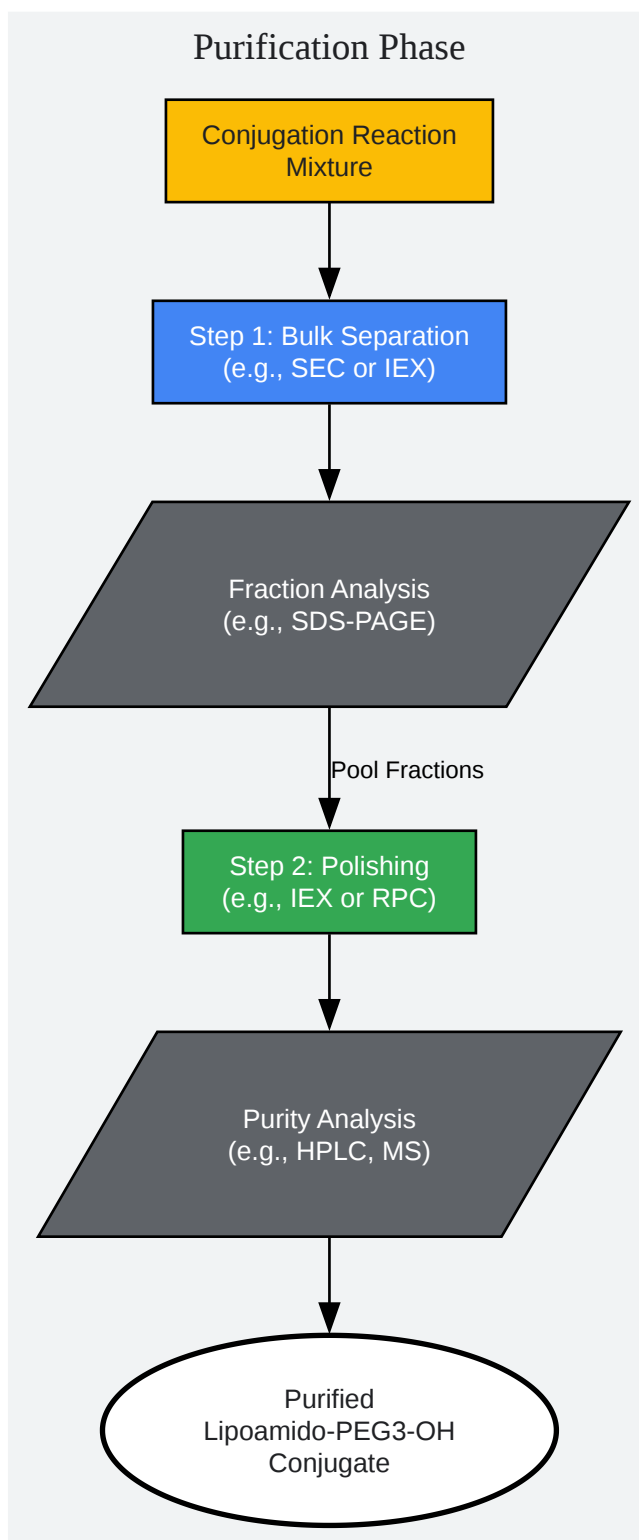 Purification Phase
Conjugation Reaction
Mixture
Step 1: Bulk Separation
(e.g., SEC or IEX)
Fraction Analysis
(e.g., SDS-PAGE)
Pool Fractions
Step 2: Polishing
(e.g., IEX or RPC)
Purity Analysis
(e.g., HPLC, MS)
Purified
Lipoamido-PEG3-OH
Conjugate